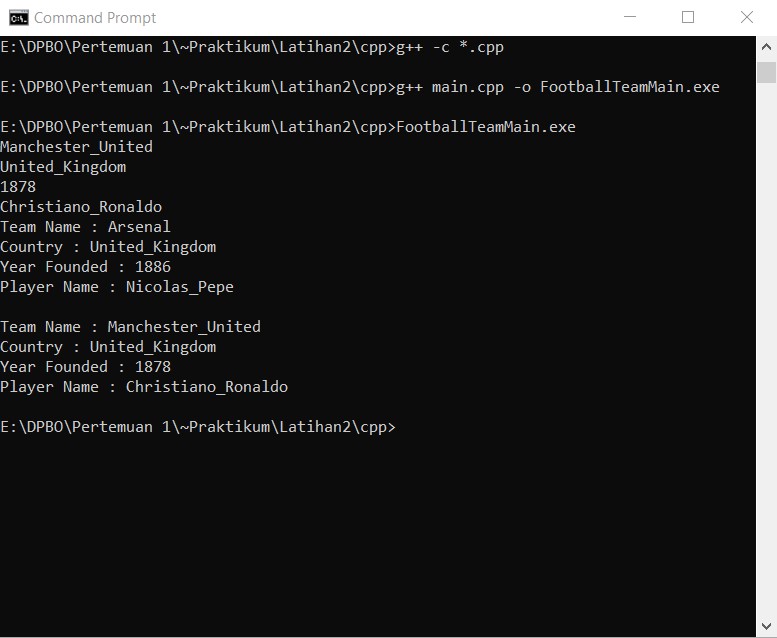 Command Prompt
E:\DPBO\Pertemuan 1\~Praktikum\Latihan2\cpp>g++ -c *.cpp
E:\DPBO\Pertemuan 1\~Praktikum\Latihan2\cpp>g++ main.cpp -o FootballTeamMain.exe
E:\DPBO\Pertemuan 1\~Praktikum\Latihan2\cpp>FootballTeamMain.exe
Manchester_United
United_Kingdom
1878
Christiano_Ronaldo
Team Name : Arsenal
Country : United_Kingdom
Year Founded : 1886
Player Name : Nicolas_Pepe
Team Name : Manchester_United
Country : United_Kingdom
Year Founded : 1878
Player Name : Christiano_Ronaldo
E:\DPBO\Pertemuan 1\~Praktikum\Latihan2\cpp>